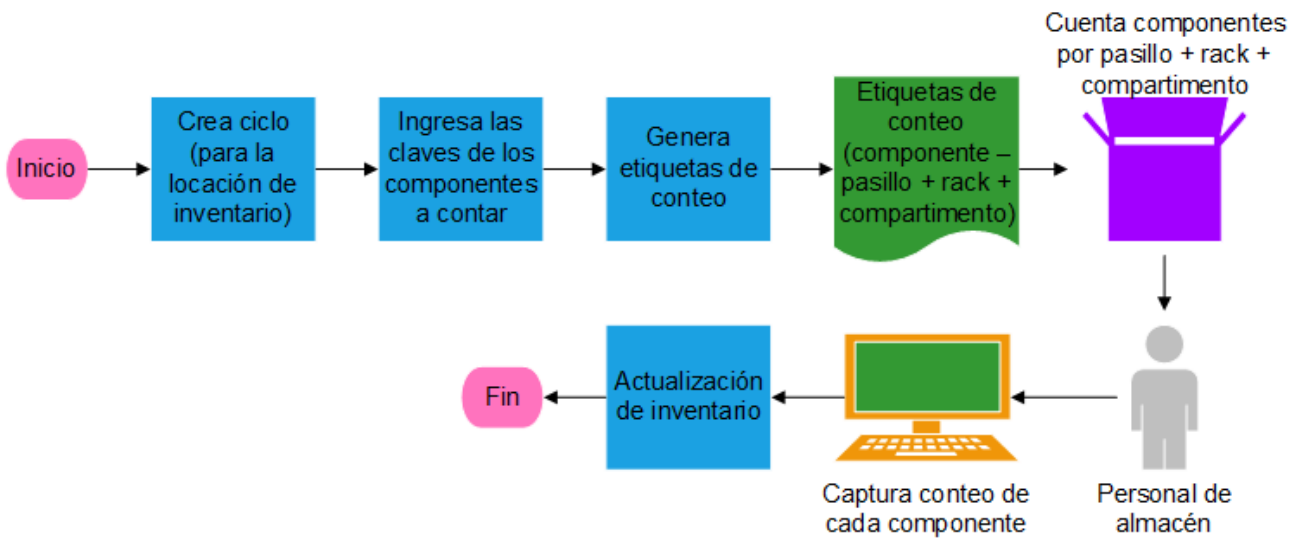 Inicio
Crea ciclo
(para la
locación de
inventario)
Ingresa las
claves de los
componentes
a contar
Genera
etiquetas de
conteo
Etiquetas de
conteo
(componente –
pasillo + rack +
compartimento)
Cuenta componentes
por pasillo + rack +
compartimento
Personal de
almacén
Captura conteo de
cada componente
Actualización
de inventario
Fin